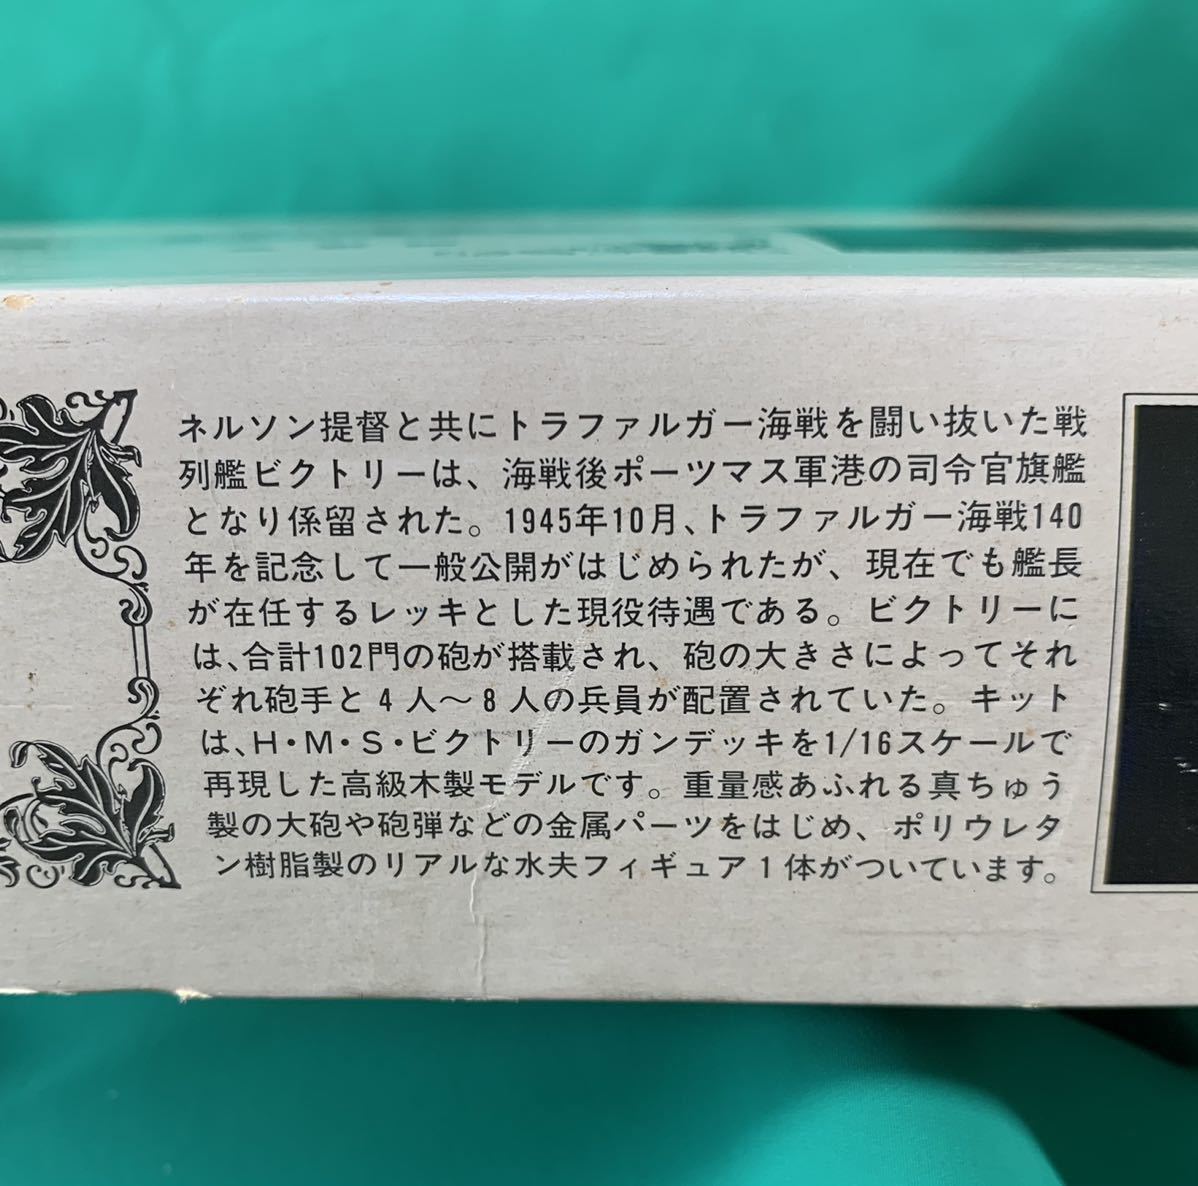 ネルソン提督と共にトラファルガー海戦を闘い抜いた戦
列艦ビクトリーは、海戦後ポーツマス軍港の司令官旗艦
となり係留された。1945年10月、トラファルガー海戦140
年を記念して一般公開がはじめられたが、現在でも艦長
が在任するレッキとした現役待遇である。ビクトリーに
は、合計102門の砲が搭載され、砲の大きさによってそれ
ぞれ砲手と4人〜8人の兵員が配置されていた。キット
は、H・M・S・ビクトリーのガンデッキを1/16スケールで
再現した高級木製モデルです。重量感あふれる真ちゅう
製の大砲や砲弾などの金属パーツをはじめ、ポリウレタ
ン樹脂製のリアルな水夫フィギュア1体がついています。